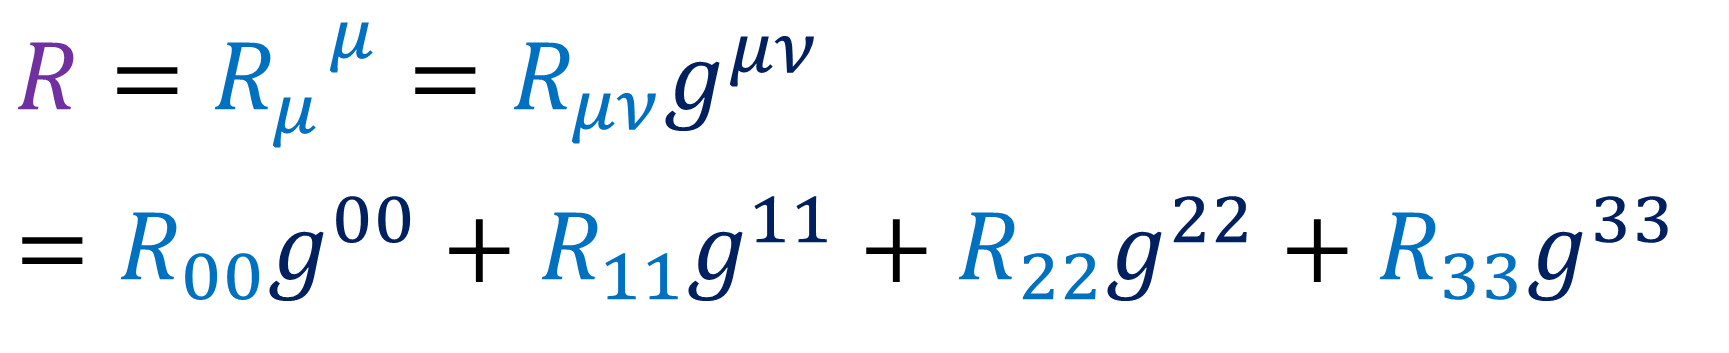 R = R_μ^μ = R_μν g^μν
= R_00 g^00 + R_11 g^11 + R_22 g^22 + R_33 g^33